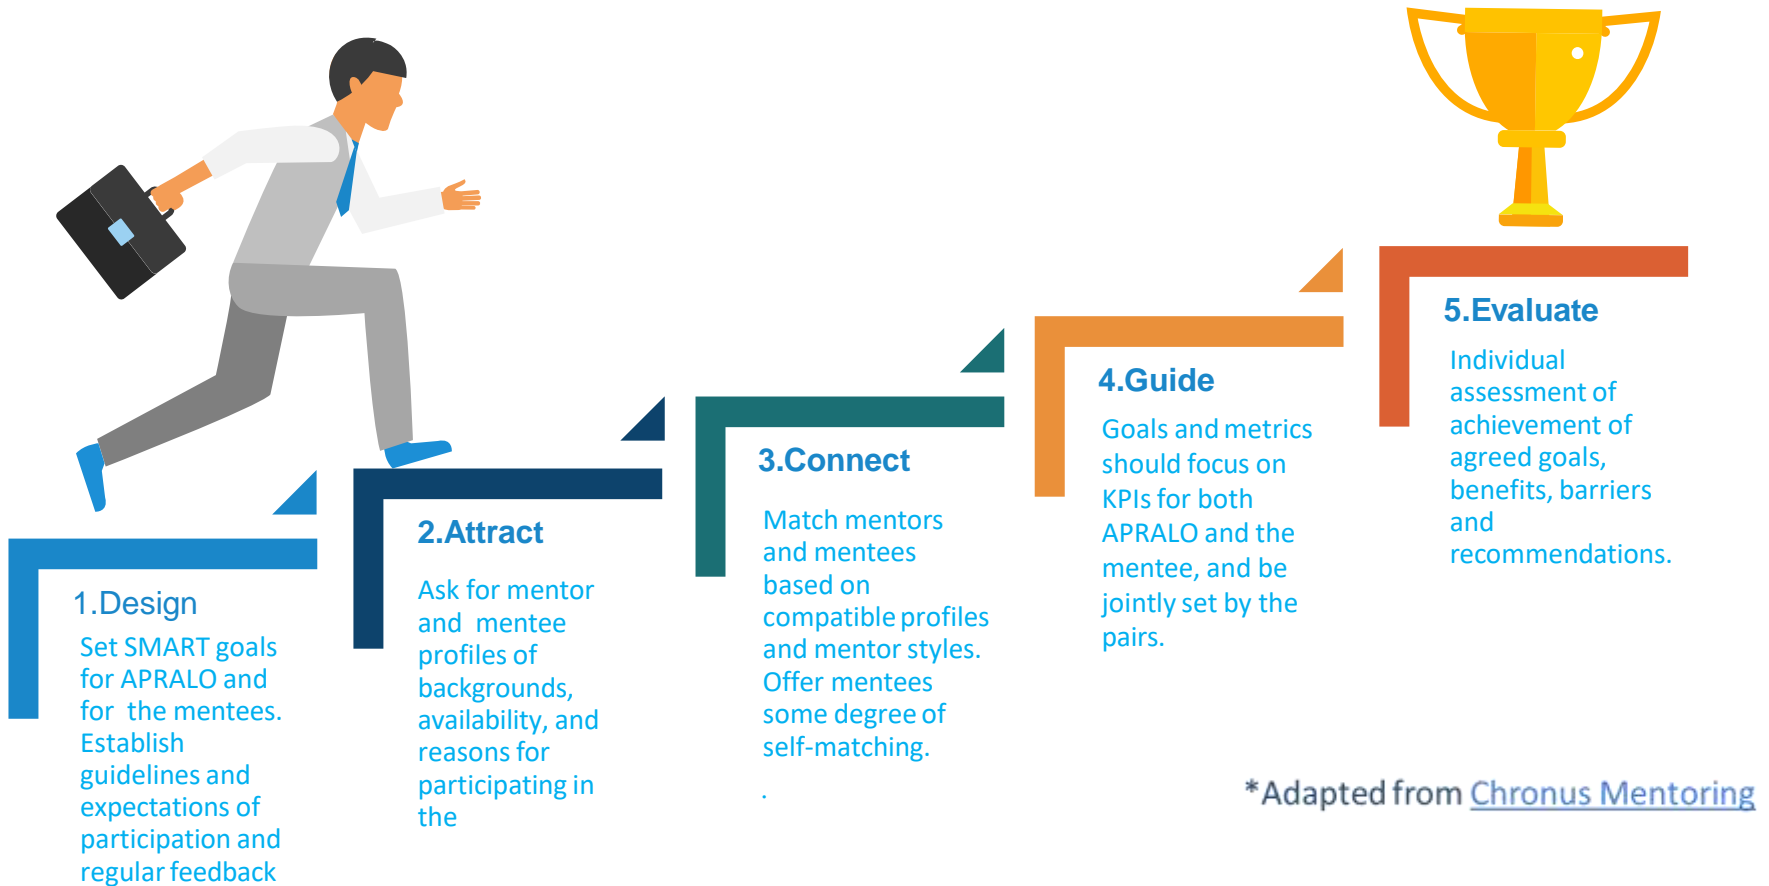 1.Design
Set SMART goals
for APRALO and
for the mentees.
Establish
guidelines and
expectations of
participation and
regular feedback
2.Attract
Ask for mentor
and mentee
profiles of
backgrounds,
availability, and
reasons for
participating in
the
3.Connect
Match mentors
and mentees
based on
compatible profiles
and mentor styles.
Offer mentees
some degree of
self-matching.
.
4.Guide
Goals and metrics
should focus on
KPIs for both
APRALO and the
mentee, and be
jointly set by the
pairs.
5.Evaluate
Individual
assessment of
achievement of
agreed goals,
benefits, barriers
and
recommendations.
*Adapted from Chronus Mentoring